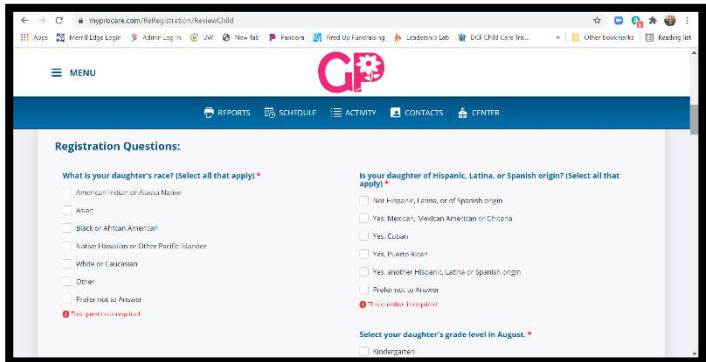 myprocare.com/ReRegistration/ReviewChild
Apps Merrill Edge Login Admin Log In UW New Tab Pandora Fired Up Fundraising Leadership Lab DCF Child Care Trai... » Other bookmarks Reading list
MENU
GP
REPORTS SCHEDULE ACTIVITY CONTACTS CENTER
Registration Questions:
What is your daughter's race? (Select all that apply) *
American Indian or Alaska Native
Asian
Black or African American
Native Hawaiian or Other Pacific Islander
White or Caucasian
Other
Prefer not to Answer
This question is required
Is your daughter of Hispanic, Latina, or Spanish origin? (Select all that
apply) *
Not Hispanic, Latina, or of Spanish origin
Yes, Mexican, Mexican American or Chicana
Yes, Cuban
Yes, Puerto Rican
Yes, another Hispanic, Latina or Spanish origin
Prefer not to Answer
This question is required
Select your daughter's grade level in August. *
Kindergarten